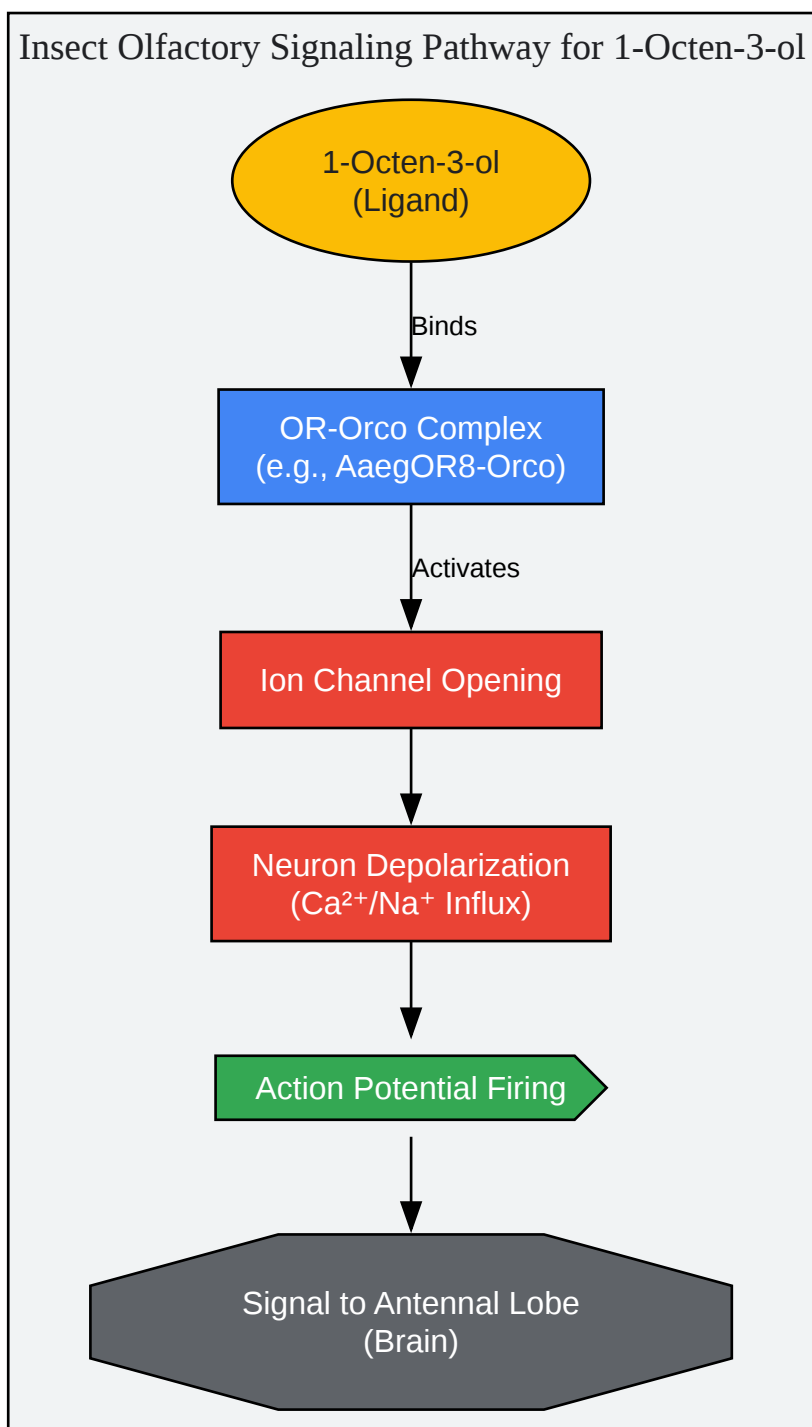 Insect Olfactory Signaling Pathway for 1-Octen-3-ol
1-Octen-3-ol
(Ligand)
Binds
OR-Orco Complex
(e.g., AaegOR8-Orco)
Activates
Ion Channel Opening
Neuron Depolarization
(Ca²⁺/Na⁺ Influx)
Action Potential Firing
Signal to Antennal Lobe
(Brain)